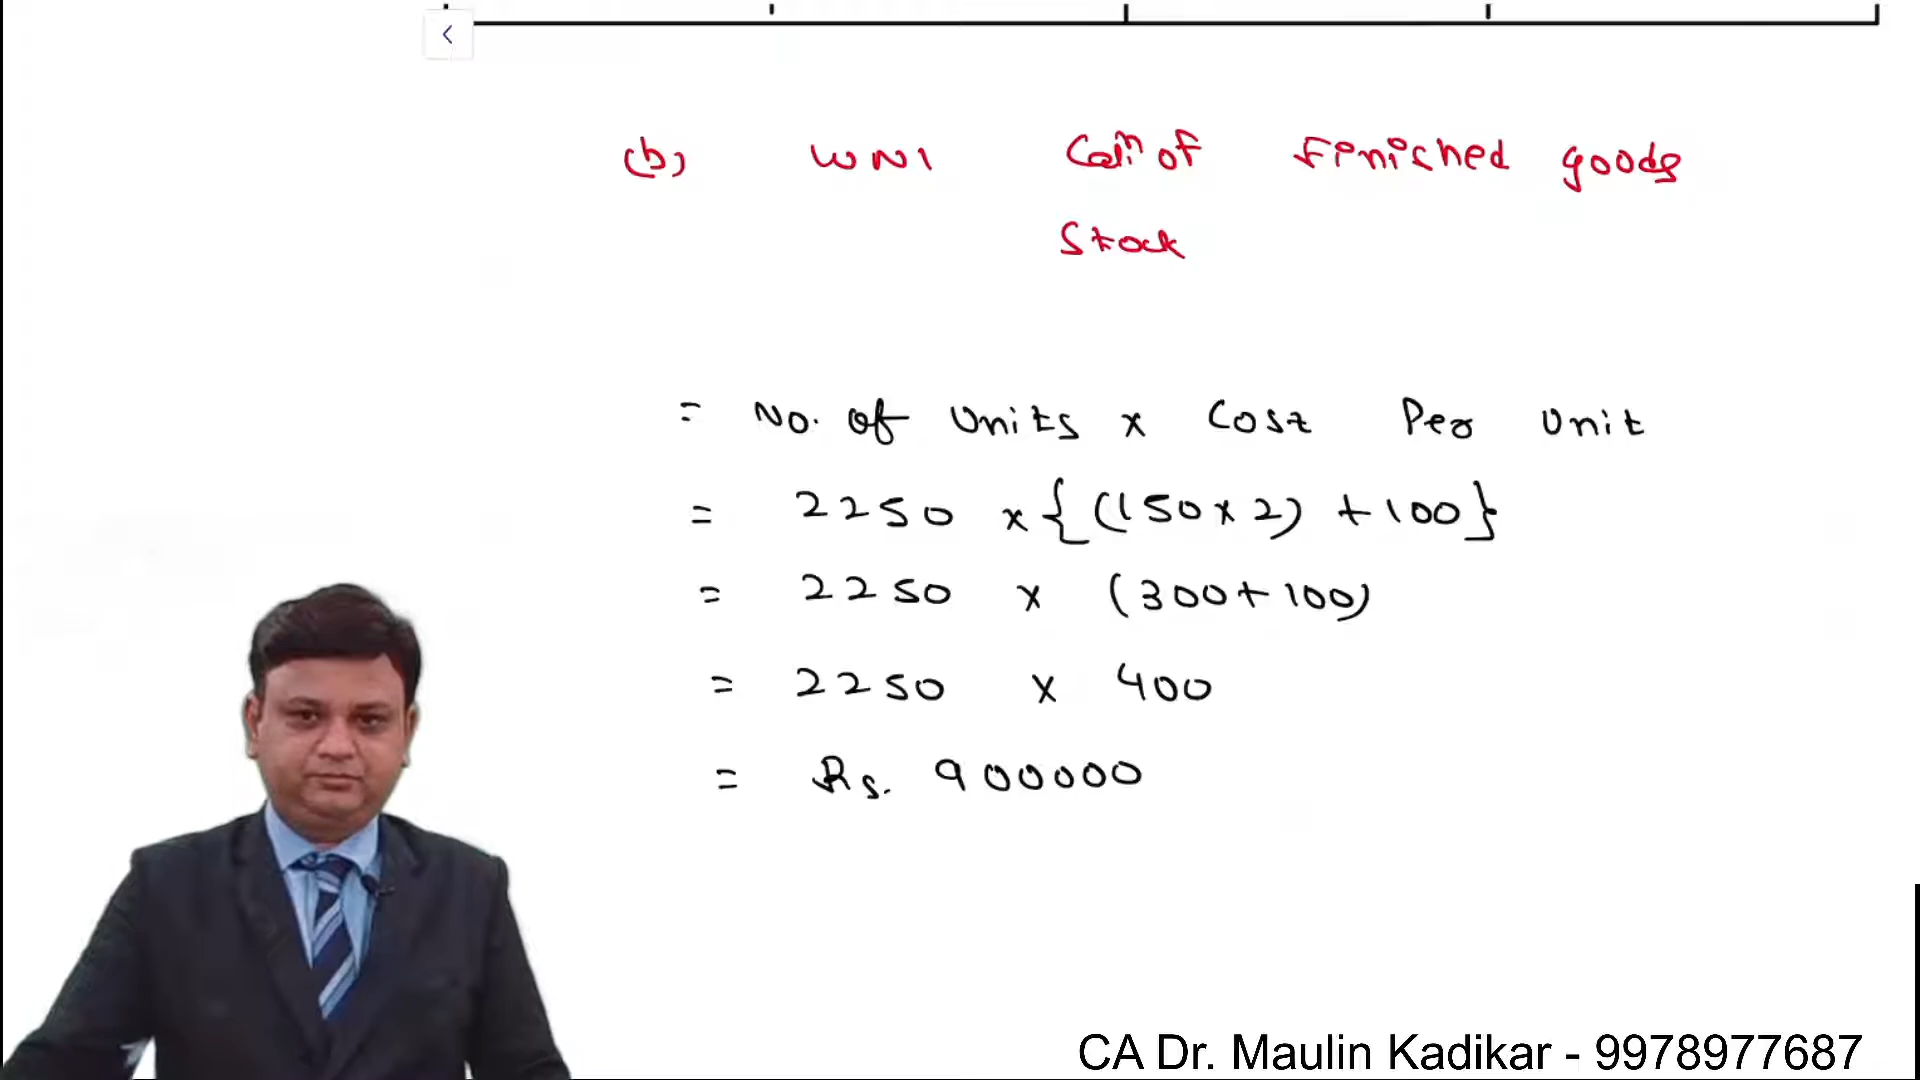 (b) WN1 Calⁿ of Finished goods
Stock
= No. of Units x Cost Per Unit
= 2250 x {(150 x 2) + 100}
= 2250 x (300 + 100)
= 2250 x 400
= Rs. 900000
CA Dr. Maulin Kadikar - 9978977687